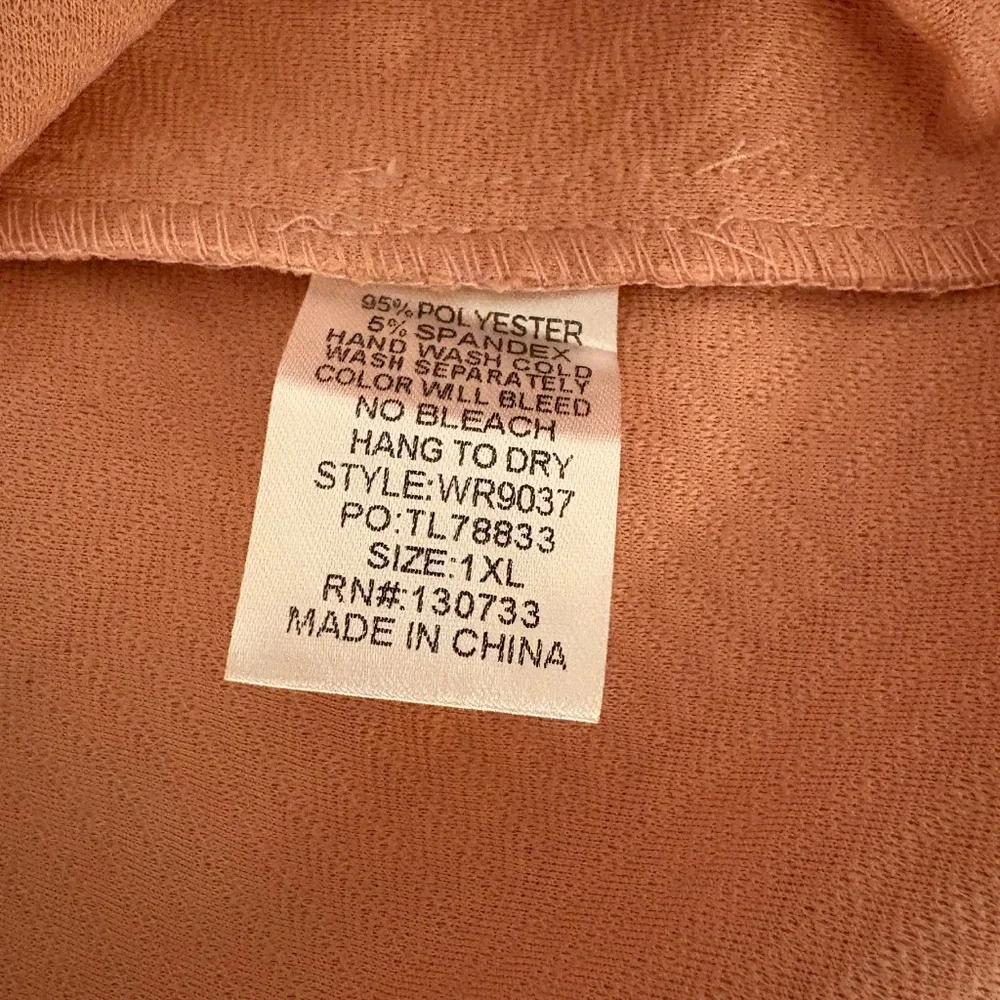 95% POLYESTER
5% SPANDEX
HAND WASH COLD
WASH SEPARATELY
COLOR WILL BLEED
NO BLEACH
HANG TO DRY
STYLE:WR9037
PO:TL78833
SIZE:1XL
RN#:130733
MADE IN CHINA